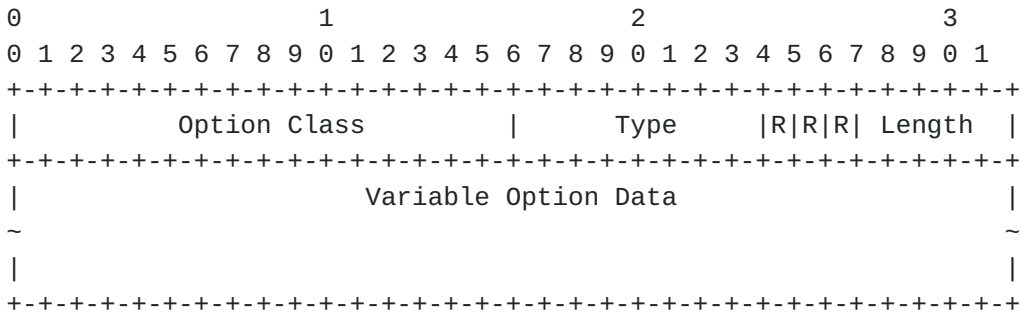 0                   1                   2                   3
0 1 2 3 4 5 6 7 8 9 0 1 2 3 4 5 6 7 8 9 0 1 2 3 4 5 6 7 8 9 0 1
+-+-+-+-+-+-+-+-+-+-+-+-+-+-+-+-+-+-+-+-+-+-+-+-+-+-+-+-+-+-+-+-+
|          Option Class         |      Type     |R|R|R| Length  |
+-+-+-+-+-+-+-+-+-+-+-+-+-+-+-+-+-+-+-+-+-+-+-+-+-+-+-+-+-+-+-+-+
|                      Variable Option Data                     |
~                                                               ~
|                                                               |
+-+-+-+-+-+-+-+-+-+-+-+-+-+-+-+-+-+-+-+-+-+-+-+-+-+-+-+-+-+-+-+-+